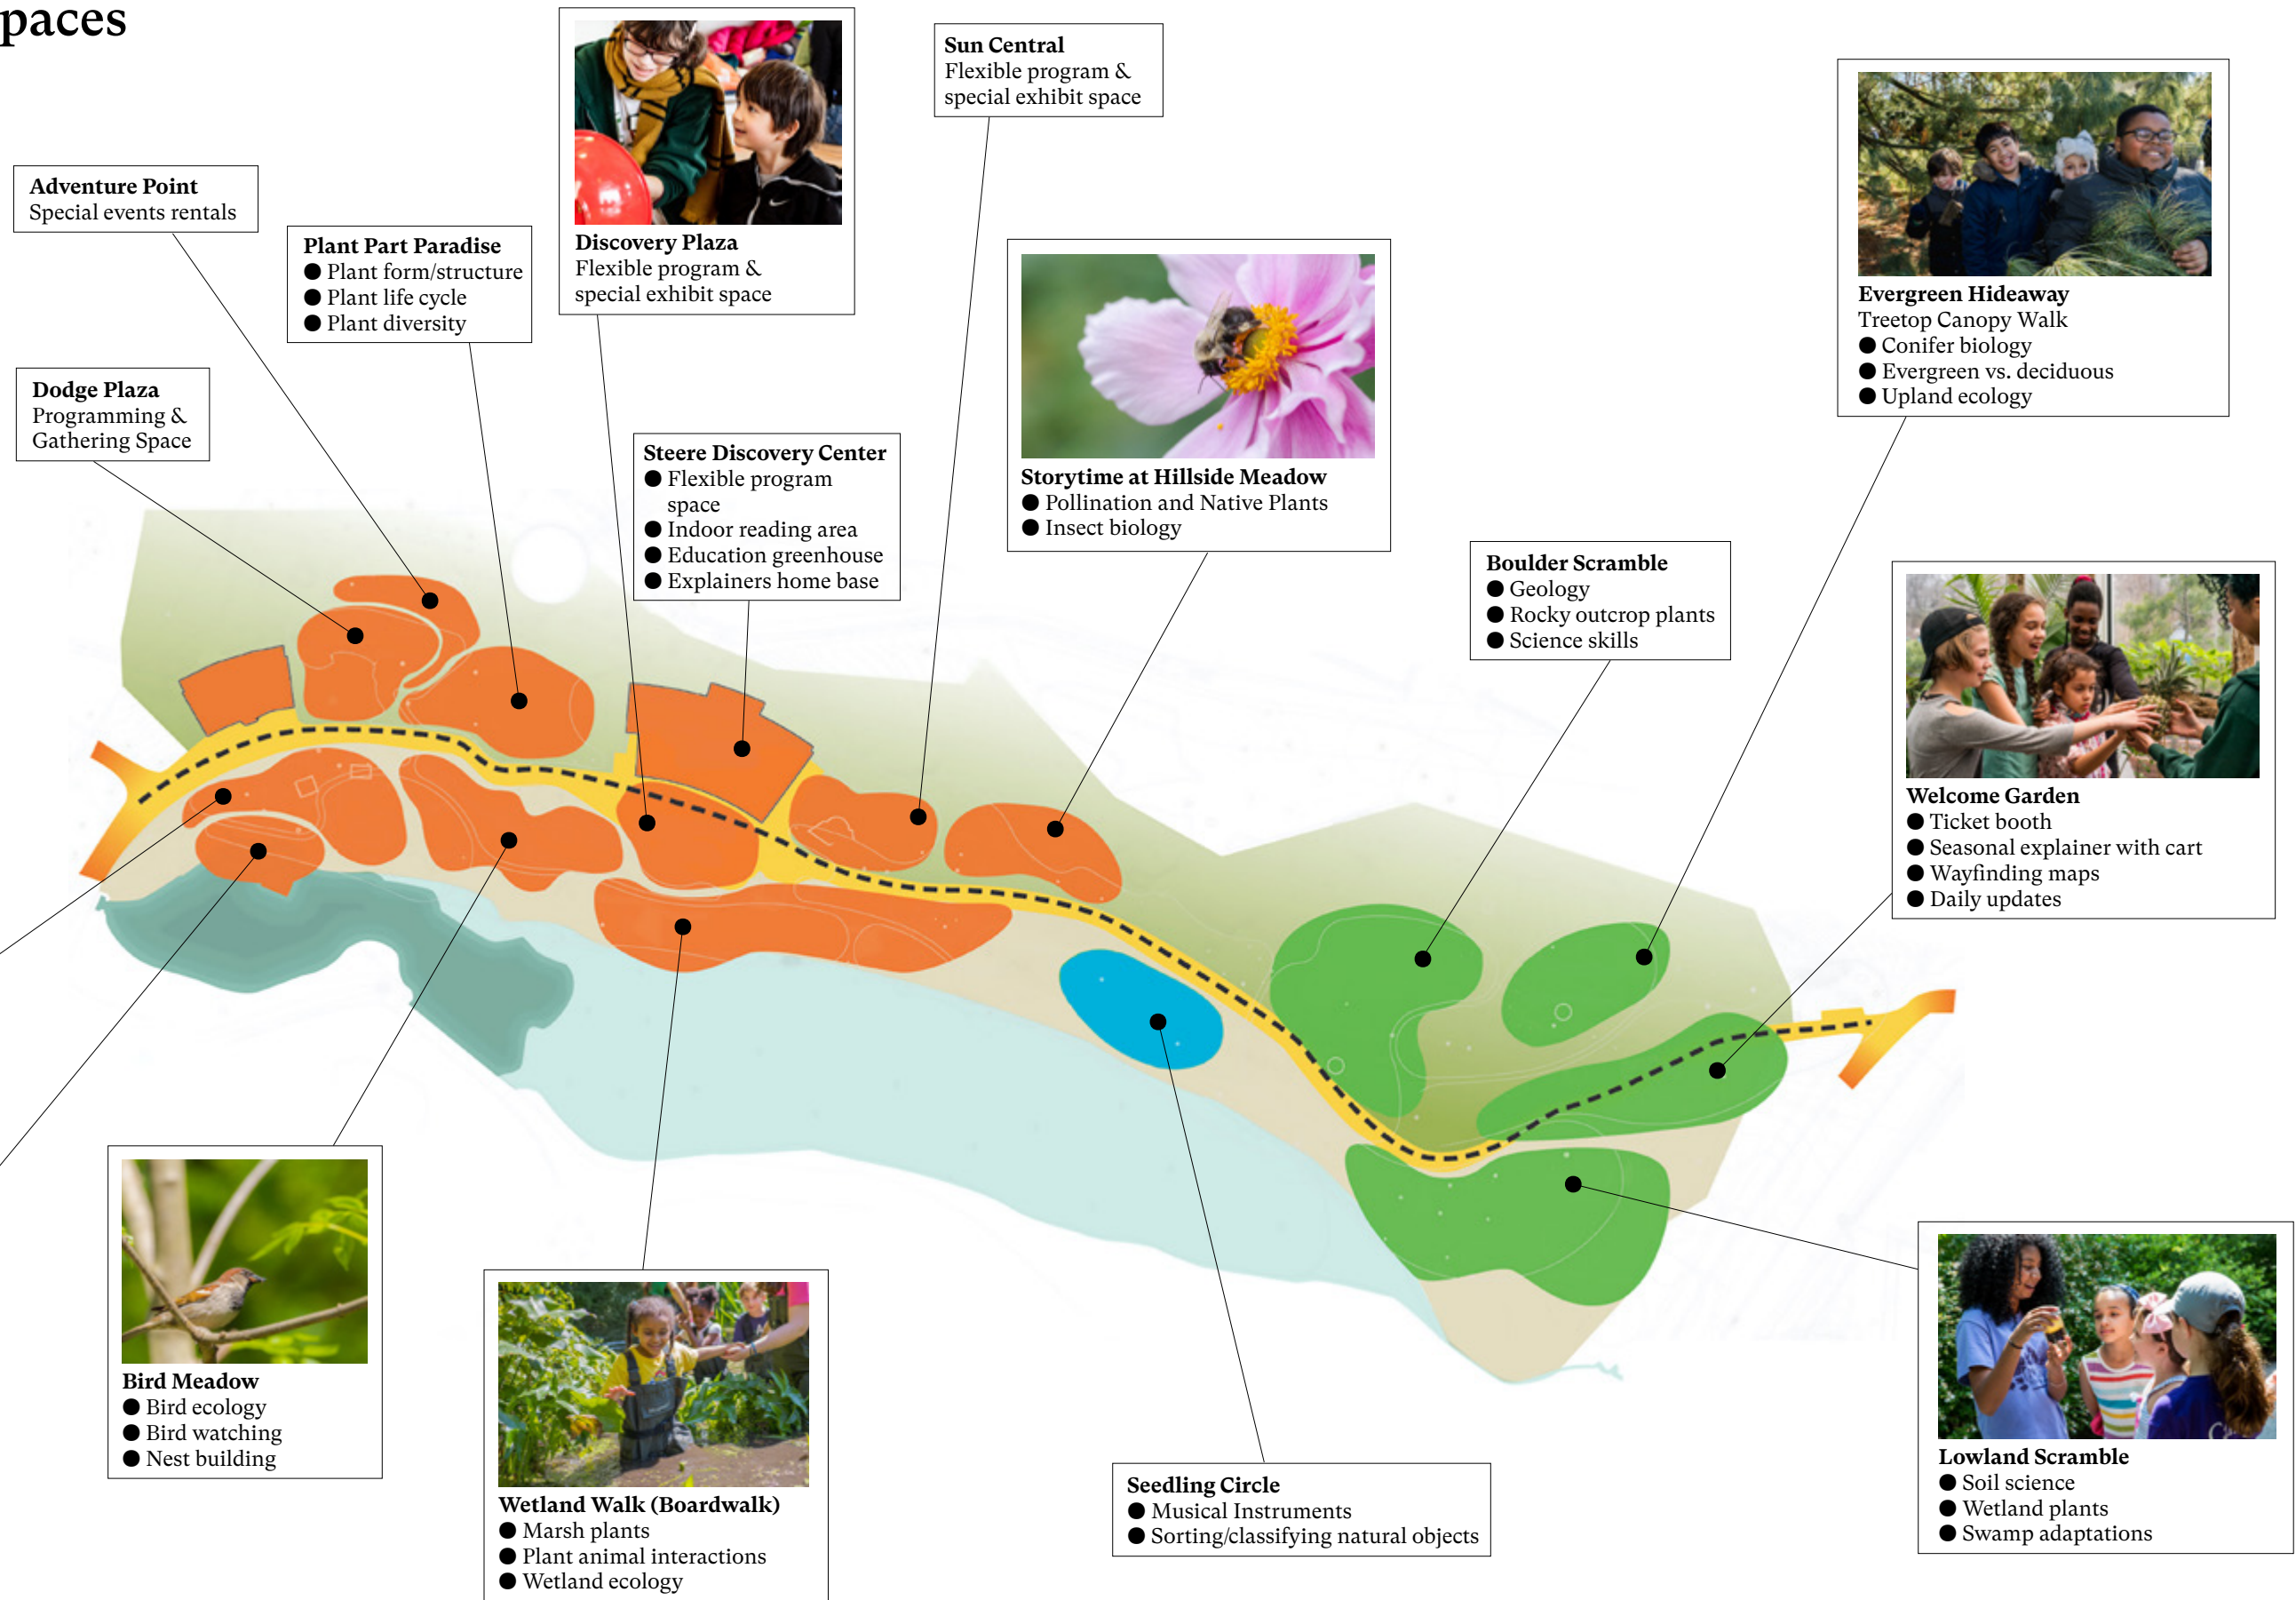 paces
Sun Central
Flexible program &
special exhibit space
Adventure Point
Special events rentals
Plant Part Paradise
● Plant form/structure
● Plant life cycle
● Plant diversity
Discovery Plaza
Flexible program &
special exhibit space
Evergreen Hideaway
Treetop Canopy Walk
● Conifer biology
● Evergreen vs. deciduous
● Upland ecology
Dodge Plaza
Programming &
Gathering Space
Steere Discovery Center
● Flexible program
space
● Indoor reading area
● Education greenhouse
● Explainers home base
Storytime at Hillside Meadow
● Pollination and Native Plants
● Insect biology
Boulder Scramble
● Geology
● Rocky outcrop plants
● Science skills
Welcome Garden
● Ticket booth
● Seasonal explainer with cart
● Wayfinding maps
● Daily updates
Bird Meadow
● Bird ecology
● Bird watching
● Nest building
Wetland Walk (Boardwalk)
● Marsh plants
● Plant animal interactions
● Wetland ecology
Seedling Circle
● Musical Instruments
● Sorting/classifying natural objects
Lowland Scramble
● Soil science
● Wetland plants
● Swamp adaptations